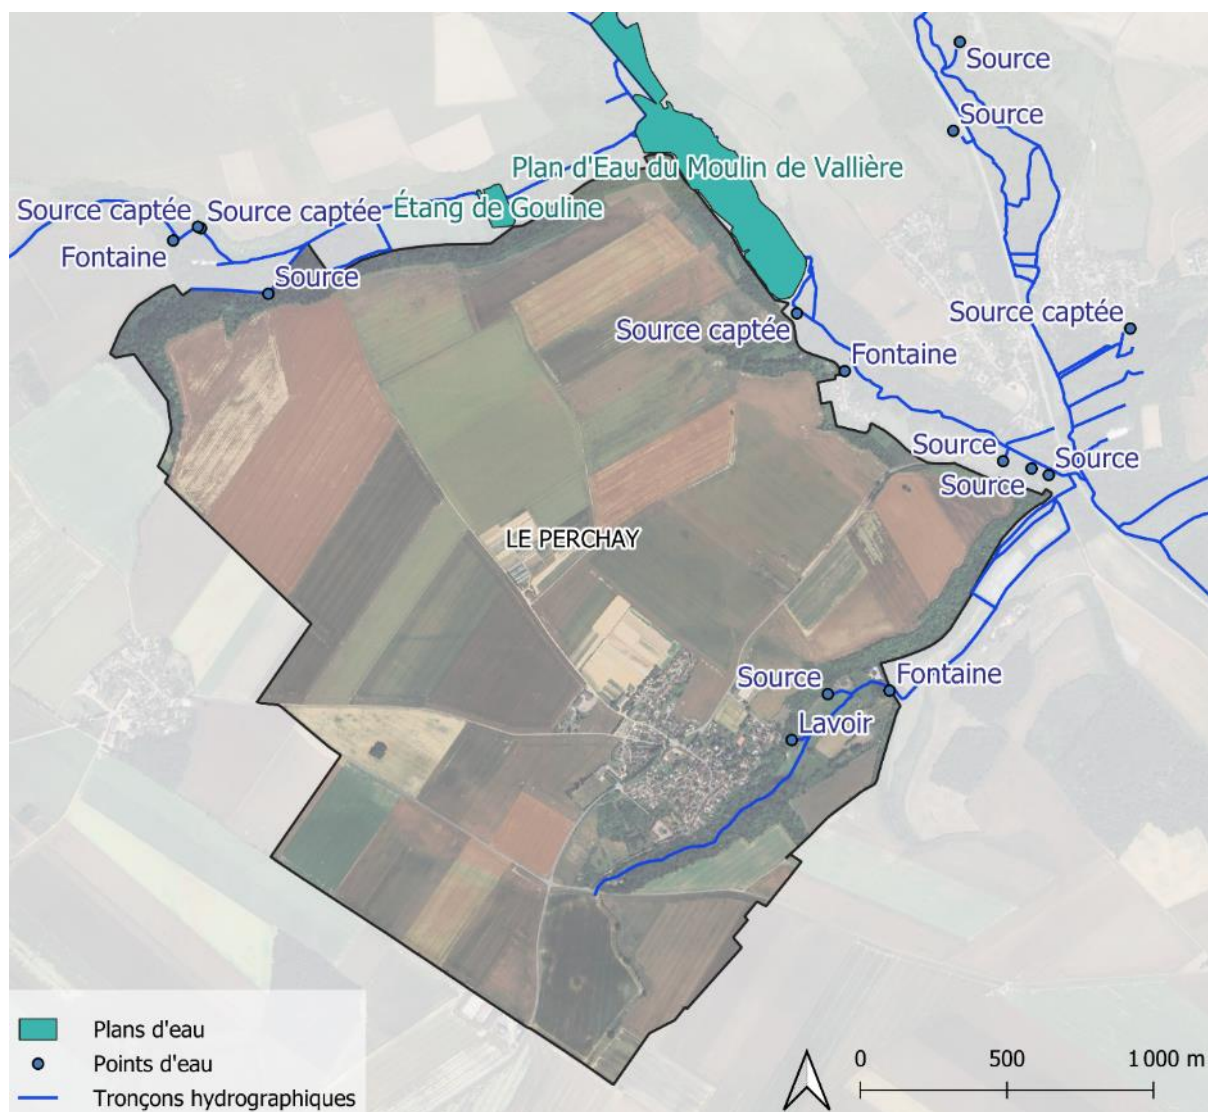 Source
Source
Plan d'Eau du Moulin de Vallière
Source captée
Source captée
Étang de Gouline
Fontaine
Source
Source captée
Source captée
Fontaine
Source
Source
Source
LE PERCHAY
Source
Fontaine
Lavoir
Plans d'eau
Points d'eau
Tronçons hydrographiques
0 500 1 000 m